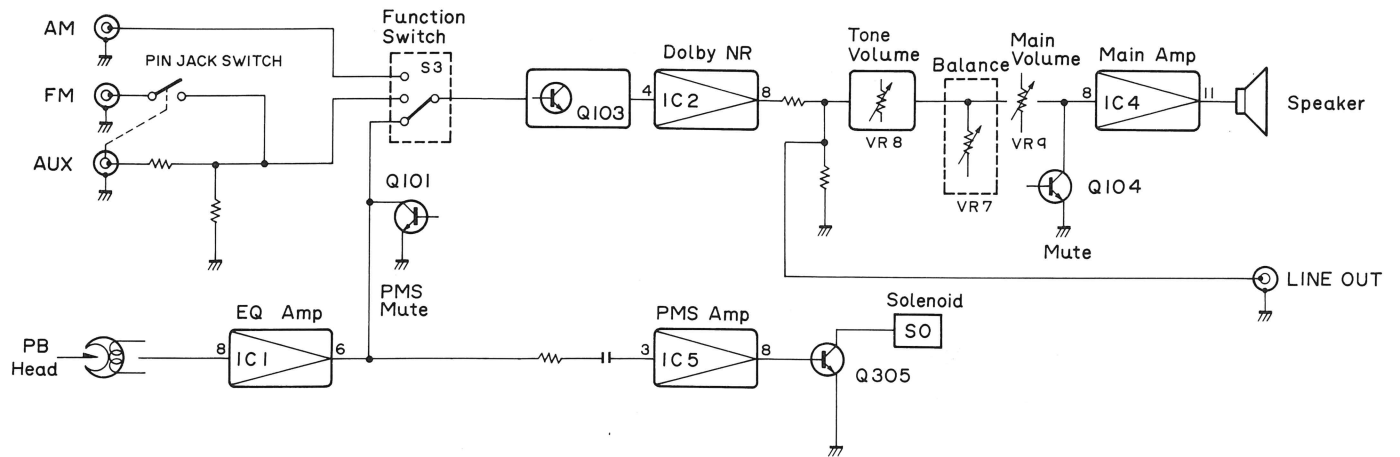 AM
PIN JACK SWITCH
FM
AUX
Function
Switch
S3
Q103
4
Dolby NR
IC2
8
Tone
Volume
VR8
Balance
VR7
Main
Volume
VR9
Main Amp
8
IC4
11
Speaker
Q104
Mute
LINE OUT
Q101
PMS
Mute
PB
Head
EQ Amp
8
IC1
6
PMS Amp
3
IC5
8
Solenoid
SO
Q305